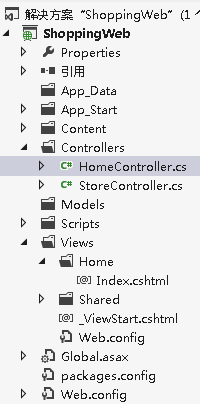 解决方案 "ShoppingWeb" (1 个
ShoppingWeb
Properties
引用
App_Data
App_Start
Content
Controllers
C# HomeController.cs
C# StoreController.cs
Models
Scripts
Views
Home
[@] Index.cshtml
Shared
[@] _ViewStart.cshtml
Web.config
Global.asax
packages.config
Web.config